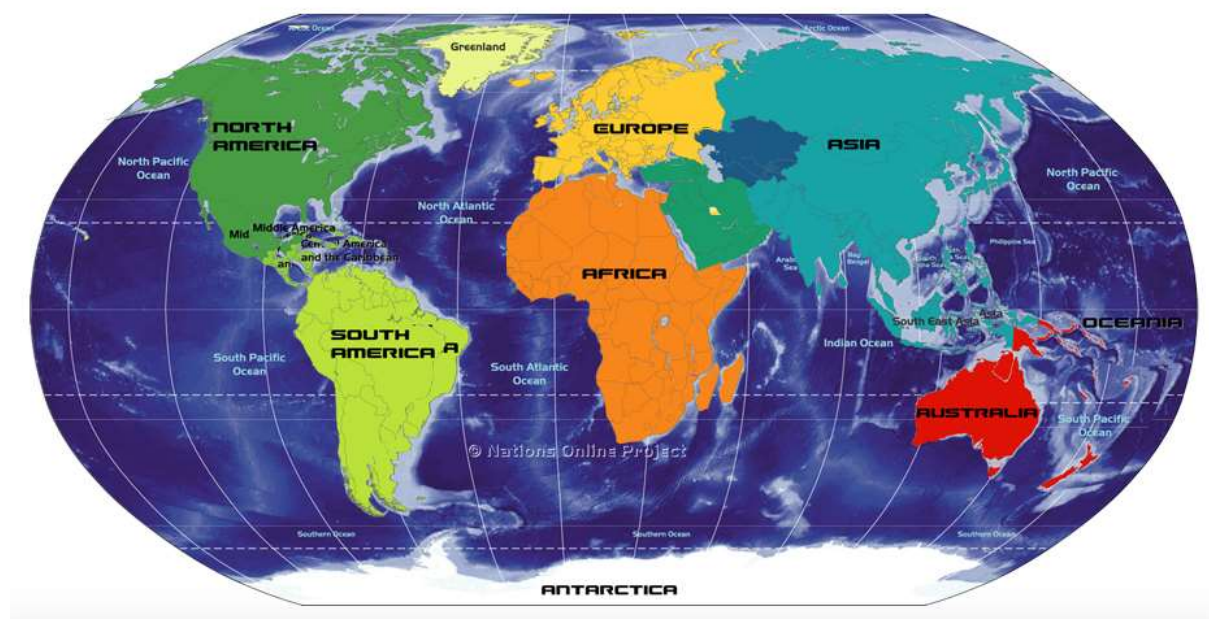 Arctic Ocean
Arctic Ocean
Greenland
NORTH
AMERICA
EUROPE
ASIA
North Pacific
Ocean
North Pacific
Ocean
North Atlantic
Ocean
Mid
Middle America
Central America
and the Caribbean
an
Philippine Sea
Sea
Bay
Bengal
AFRICA
SOUTH
AMERICA
A
South East Asia
Asia
OCEANIA
Indian Ocean
South Pacific
Ocean
South Atlantic
Ocean
AUSTRALIA
South Pacific
Ocean
© Nations Online Project
Southern Ocean
Southern Ocean
Southern Ocean
ANTARCTICA